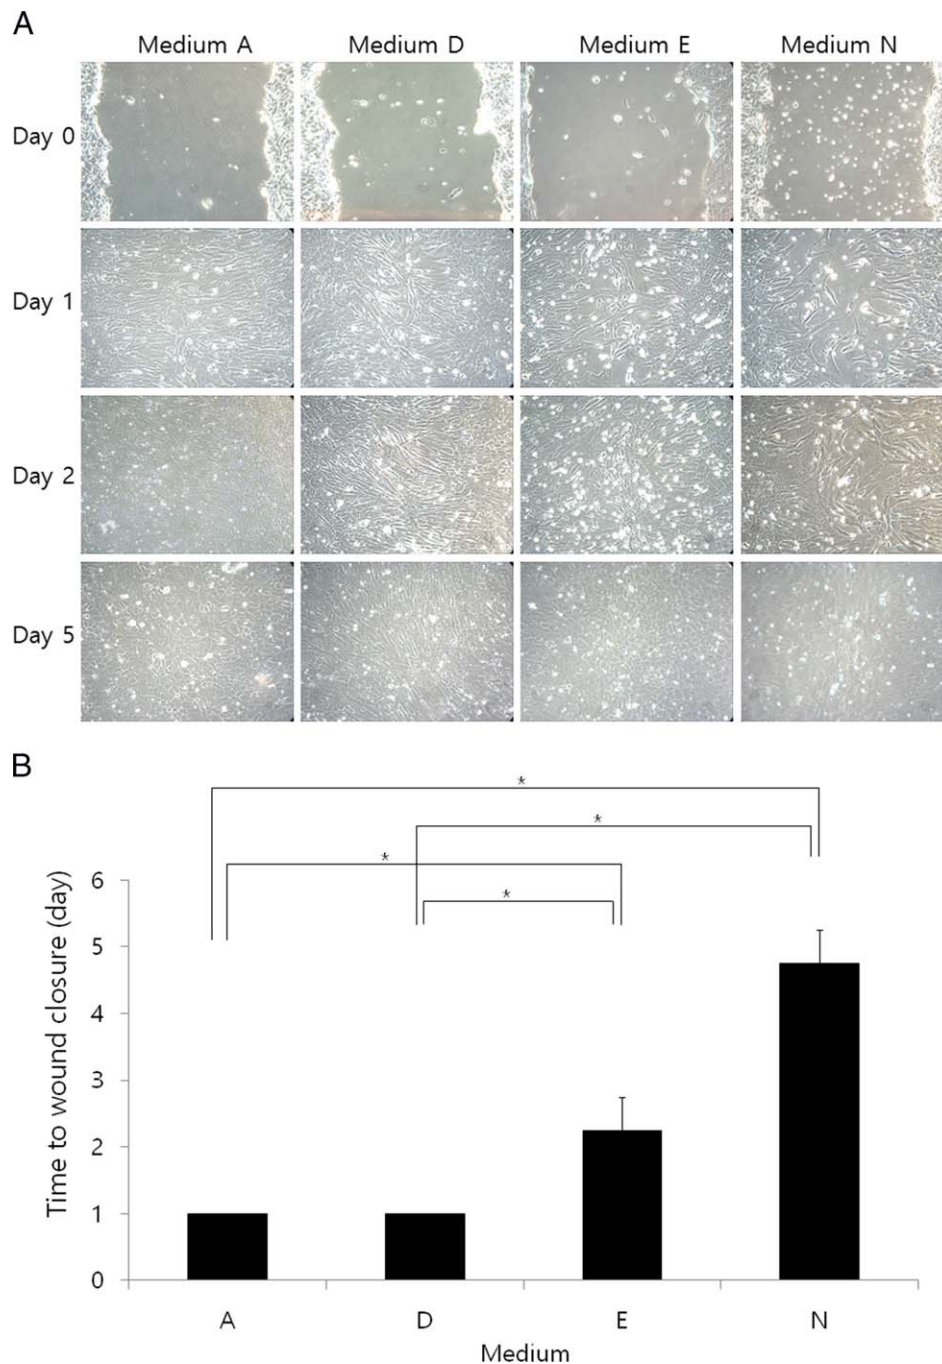 A
Medium A Medium D Medium E Medium N
Day 0
Day 1
Day 2
Day 5
B
*
*
*
*
Time to wound closure (day)
6
5
4
3
2
1
0
A D E N
Medium